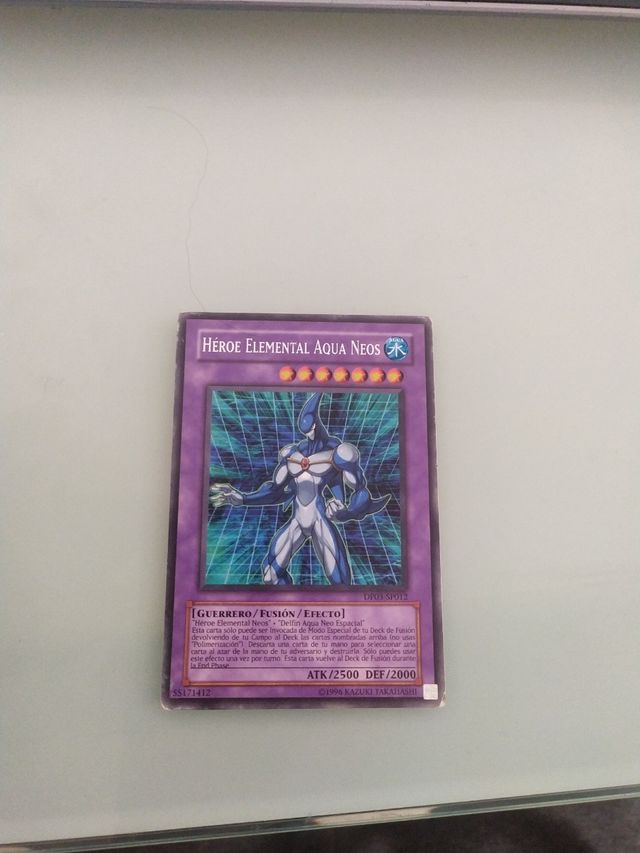 HÉROE ELEMENTAL AQUA NEOS
AGUA
水
DP03-SP012
[GUERRERO/FUSIÓN/EFECTO]
"Héroe Elemental Neos" + "Delfín Aqua Neo Espacial"
Esta carta sólo puede ser Invocada de Modo Especial de tu Deck de Fusión
devolviendo de tu Campo al Deck las cartas nombradas arriba (no usas
"Polimerización"). Descarta una carta de tu mano para seleccionar una
carta al azar de la mano de tu adversario y destruirla. Sólo puedes usar
este efecto una vez por turno. Esta carta vuelve al Deck de Fusión durante
la End Phase.
ATK/2500 DEF/2000
55171412
©1996 KAZUKI TAKAHASHI